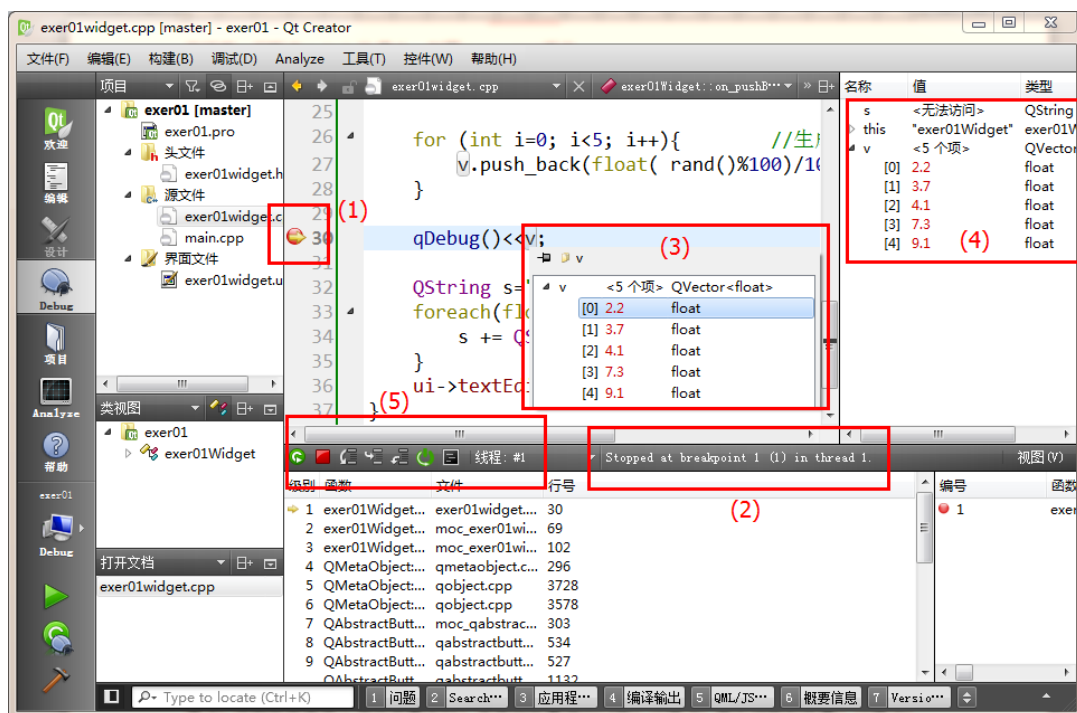 exer01widget.cpp [master] - exer01 - Qt Creator
文件(F) 编辑(E) 构建(B) 调试(D) Analyze 工具(T) 控件(W) 帮助(H)
项目
exer01widget.cpp
exer01Widget::on_pushB···
名称 值 类型
欢迎
编辑
设计
Debug
项目
Analyze
帮助
exer01
Debug
exer01 [master]
exer01.pro
头文件
exer01widget.h
源文件
exer01widget.c
main.cpp
界面文件
exer01widget.u
类视图
exer01
exer01Widget
打开文档
exer01widget.cpp
25
26 for (int i=0; i<5; i++){ //生
27 v.push_back(float( rand()%100)/10
28 }
29
(1)
30 qDebug()<<v;
31
32 QString s="
33 foreach(flo
34 s += QS
35 }
36 ui->textEd
37 }
(3)
v
v <5 个项> QVector<float>
[0] 2.2 float
[1] 3.7 float
[2] 4.1 float
[3] 7.3 float
[4] 9.1 float
s <无法访问> QString
this "exer01Widget" exer01W
v <5 个项> QVector
[0] 2.2 float
[1] 3.7 float
[2] 4.1 float
[3] 7.3 float
[4] 9.1 float
(4)
(5)
线程: #1
Stopped at breakpoint 1 (1) in thread 1.
视图(V)
(2)
级别 函数 文件 行号
1 exer01Widget... exer01widget.... 30
2 exer01Widget... moc_exer01wi... 69
3 exer01Widget... moc_exer01wi... 102
4 QMetaObject:... qmetaobject.c... 296
5 QMetaObject:... qobject.cpp 3728
6 QMetaObject:... qobject.cpp 3578
7 QAbstractButt... moc_qabstrac... 303
8 QAbstractButt... qabstractbutt... 534
9 QAbstractButt... qabstractbutt... 527
QAbstractButt... qabstractbutt... 1132
编号 函数
1 exer
Type to locate (Ctrl+K)
1 问题 2 Search··· 3 应用程··· 4 编译输出 5 QML/JS··· 6 概要信息 7 Versio···